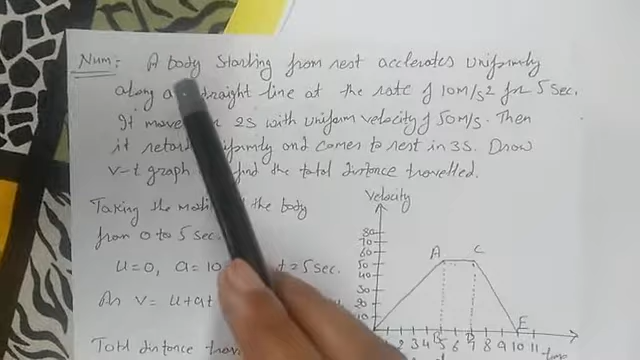 Num: A body starting from rest accelerates uniformly
along a straight line at the rate of 10m/s2 for 5 sec.
It move 2s with uniform velocity of 50m/s. Then
it retard and comes to rest in 3s. Draw
v-t graph find the total distance travelled.
Taking the the body
from 0 to 5 sec.
u=0, a=10 t=5 sec.
As v= u+at
Total distance
Velocity
80
70
60
50
40
30
20
10
A C
E
B D
1 2 3 4 5 6 7 8 9 10 11
time